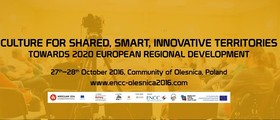 CULTURE FOR SHARED, SMART, INNOVATIVE TERRITORIES
TOWARDS 2020 EUROPEAN REGIONAL DEVELOPMENT
27th-28th October 2016, Community of Olesnica, Poland
www.encc-olesnica2016.com
ENCC